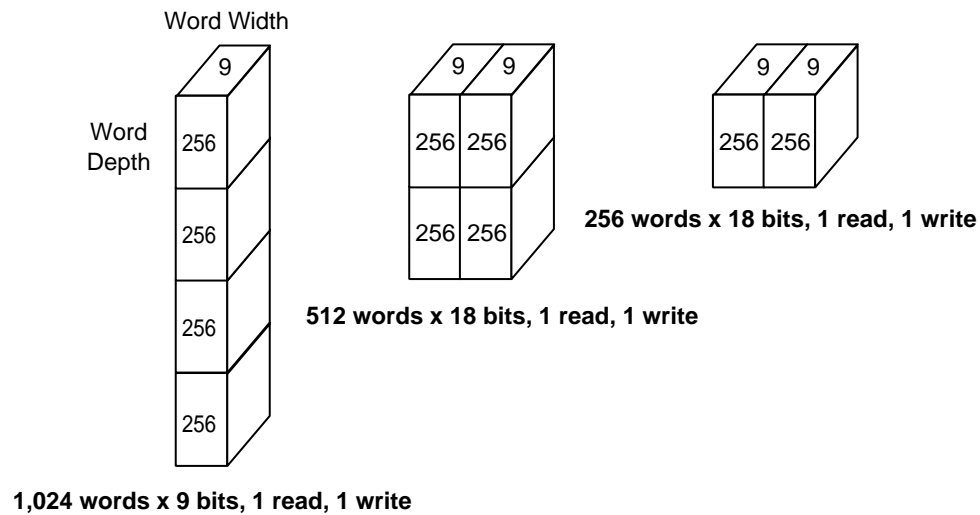 Word Width
9
Word
Depth
256
256
256
256
1,024 words x 9 bits, 1 read, 1 write
9 9
256 256
256 256
512 words x 18 bits, 1 read, 1 write
9 9
256 256
256 words x 18 bits, 1 read, 1 write